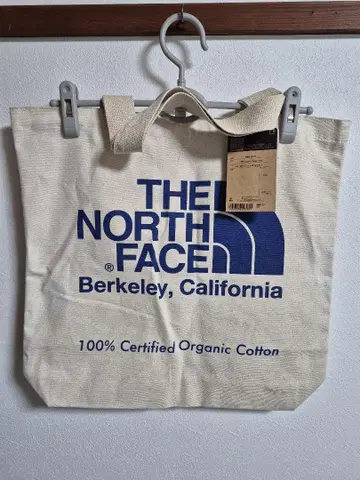 THE
NORTH
FACE
®
Berkeley, California
100% Certified Organic Cotton